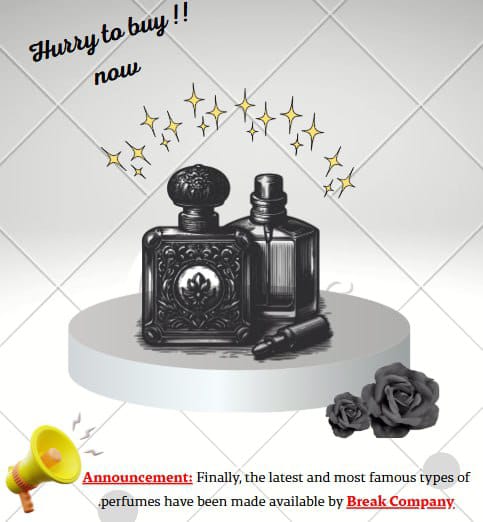 Hurry to buy !!
now
Announcement: Finally, the latest and most famous types of
.perfumes have been made available by Break Company